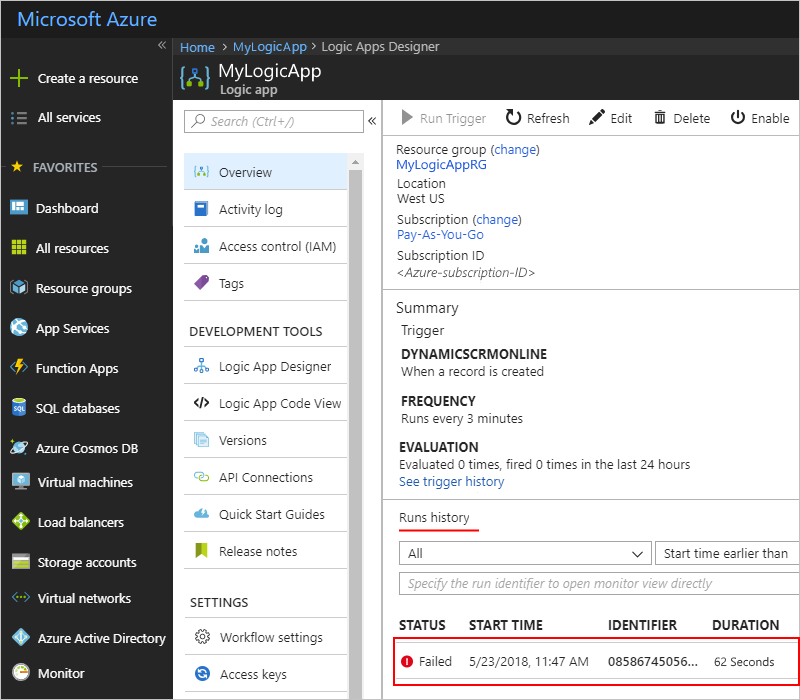 Microsoft Azure
«
Home > MyLogicApp > Logic Apps Designer
MyLogicApp
Logic app
Create a resource
All services
FAVORITES
Dashboard
All resources
Resource groups
App Services
Function Apps
SQL databases
Azure Cosmos DB
Virtual machines
Load balancers
Storage accounts
Virtual networks
Azure Active Directory
Monitor
Search (Ctrl+/)
«
Overview
Activity log
Access control (IAM)
Tags
DEVELOPMENT TOOLS
Logic App Designer
Logic App Code View
Versions
API Connections
Quick Start Guides
Release notes
SETTINGS
Workflow settings
Access keys
Run Trigger Refresh Edit Delete Enable
Resource group (change)
MyLogicAppRG
Location
West US
Subscription (change)
Pay-As-You-Go
Subscription ID
<Azure-subscription-ID>
Summary
Trigger
DYNAMICSCRMONLINE
When a record is created
FREQUENCY
Runs every 3 minutes
EVALUATION
Evaluated 0 times, fired 0 times in the last 24 hours
See trigger history
Runs history
All Start time earlier than
Specify the run identifier to open monitor view directly
STATUS START TIME IDENTIFIER DURATION
Failed 5/23/2018, 11:47 AM 08586745056... 62 Seconds